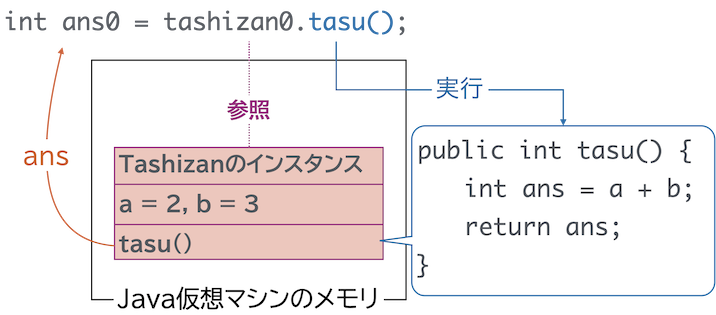 int ans0 = tashizan0.tasu();
参照
実行
ans
Tashizanのインスタンス
a = 2, b = 3
tasu()
public int tasu() {
int ans = a + b;
return ans;
}
Java仮想マシンのメモリ